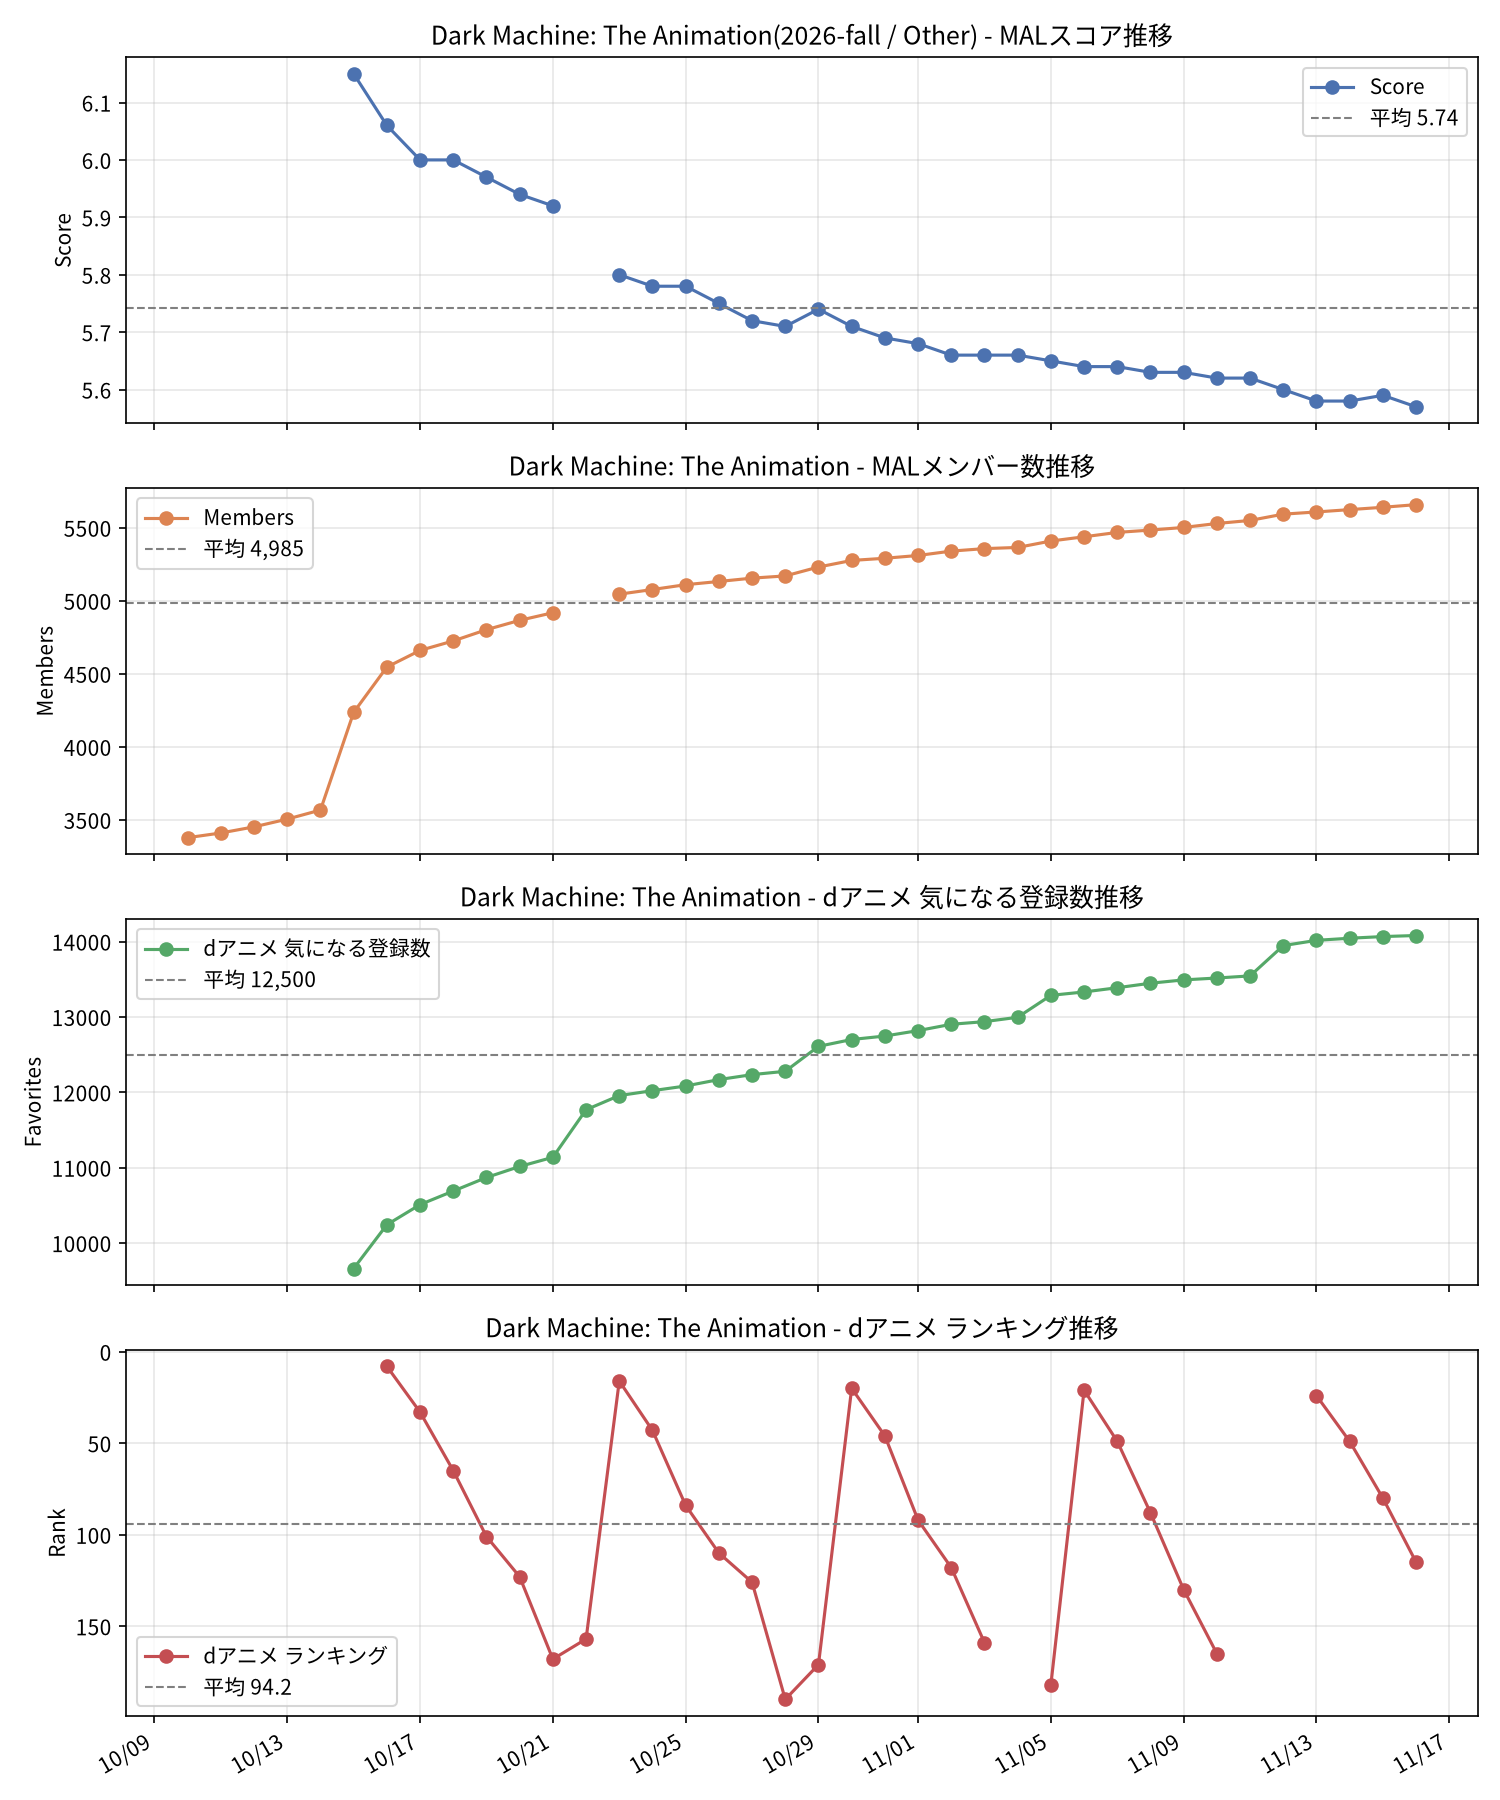 Dark Machine: The Animation(2026-fall / Other) - MALスコア推移
Score
平均 5.74
6.1
6.0
5.9
5.8
5.7
5.6
Score
Dark Machine: The Animation - MALメンバー数推移
Members
平均 4,985
5500
5000
4500
4000
3500
Members
Dark Machine: The Animation - dアニメ 気になる登録数推移
dアニメ 気になる登録数
平均 12,500
14000
13000
12000
11000
10000
Favorites
Dark Machine: The Animation - dアニメ ランキング推移
0
50
100
150
Rank
dアニメ ランキング
平均 94.2
10/09
10/13
10/17
10/21
10/25
10/29
11/01
11/05
11/09
11/13
11/17